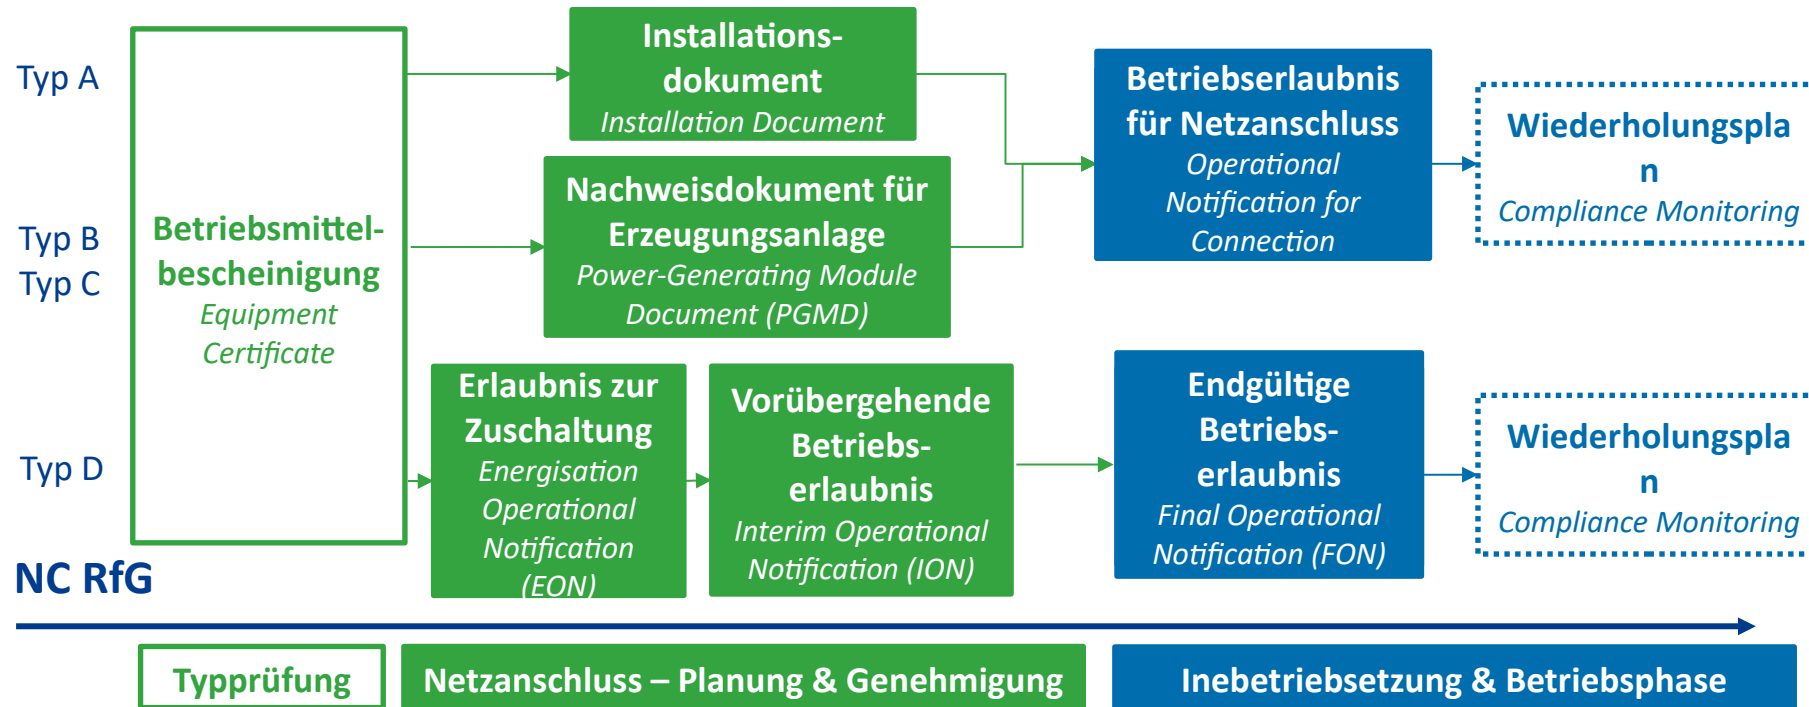 Typ A
Typ B
Typ C
Typ D
Betriebsmittel-
bescheinigung
Equipment
Certificate
Installations-
dokument
Installation Document
Nachweisdokument für
Erzeugungsanlage
Power-Generating Module
Document (PGMD)
Betriebserlaubnis
für Netzanschluss
Operational
Notification for
Connection
Wiederholungspla
n
Compliance Monitoring
Erlaubnis zur
Zuschaltung
Energisation
Operational
Notification
(EON)
Vorübergehende
Betriebs-
erlaubnis
Interim Operational
Notification (ION)
Endgültige
Betriebs-
erlaubnis
Final Operational
Notification (FON)
Wiederholungspla
n
Compliance Monitoring
NC RfG
Typprüfung
Netzanschluss – Planung & Genehmigung
Inebetriebsetzung & Betriebsphase